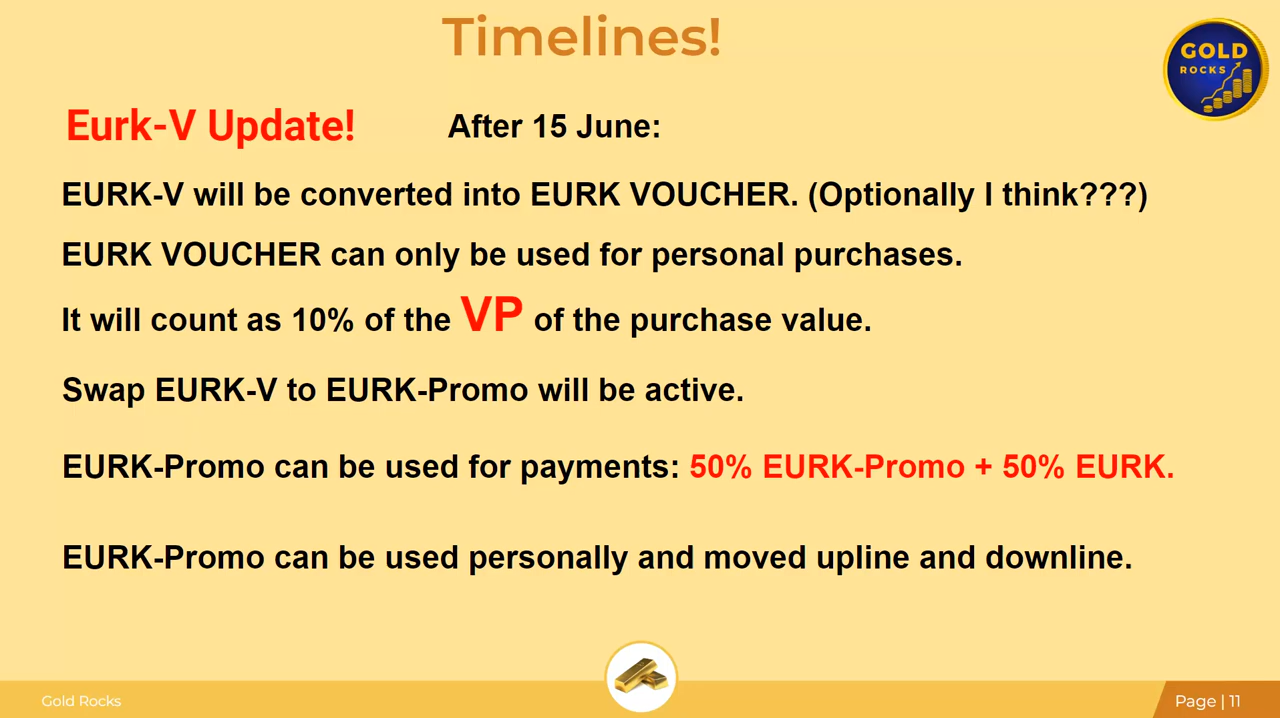 Timelines!
GOLD
ROCKS
Eurk-V Update! After 15 June:
EURK-V will be converted into EURK VOUCHER. (Optionally I think???)
EURK VOUCHER can only be used for personal purchases.
It will count as 10% of the VP of the purchase value.
Swap EURK-V to EURK-Promo will be active.
EURK-Promo can be used for payments: 50% EURK-Promo + 50% EURK.
EURK-Promo can be used personally and moved upline and downline.
Gold Rocks
Page | 11